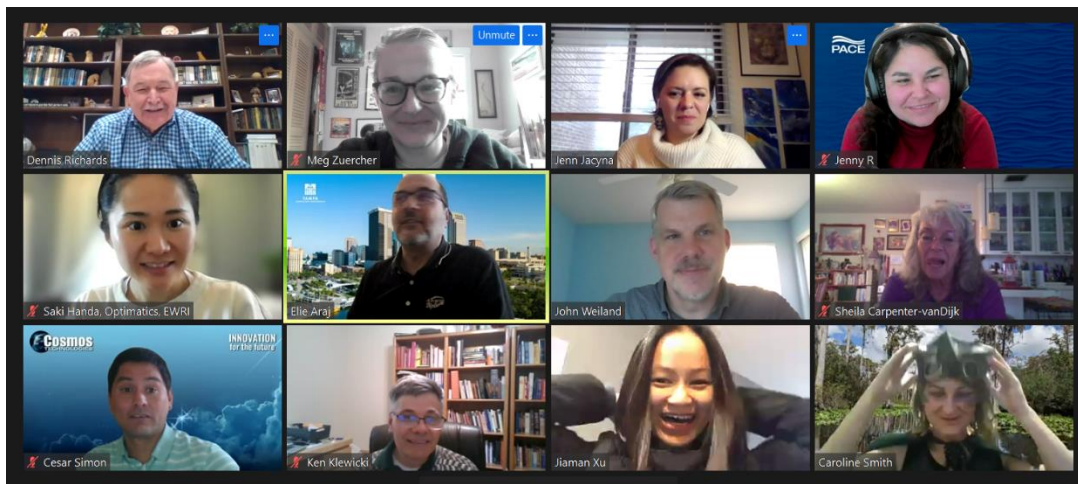 Unmute
PACE
Dennis Richards
Meg Zuercher
Jenn Jacyna
Jenny R
Saki Handa, Optimatics, EWRI
Elie Araj
John Weiland
Sheila Carpenter-vanDijk
Cosmos
TECHNOLOGIES
INNOVATION
for the future
Cesar Simon
Ken Klewicki
Jiaman Xu
Caroline Smith